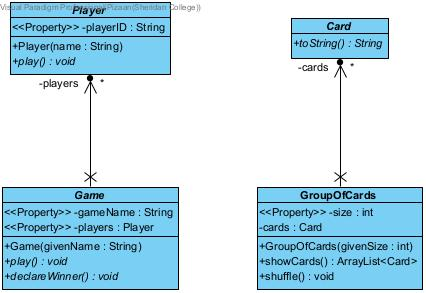 Visual Paradigm Professional(Rizaan(Sheridan College))
Player
<<Property>> -playerID : String
+Player(name : String)
+play() : void
-players
*
Card
+toString() : String
-cards
*
Game
<<Property>> -gameName : String
<<Property>> -players : Player
+Game(givenName : String)
+play() : void
+declareWinner() : void
GroupOfCards
<<Property>> -size : int
-cards : Card
+GroupOfCards(givenSize : int)
+showCards() : ArrayList<Card>
+shuffle() : void